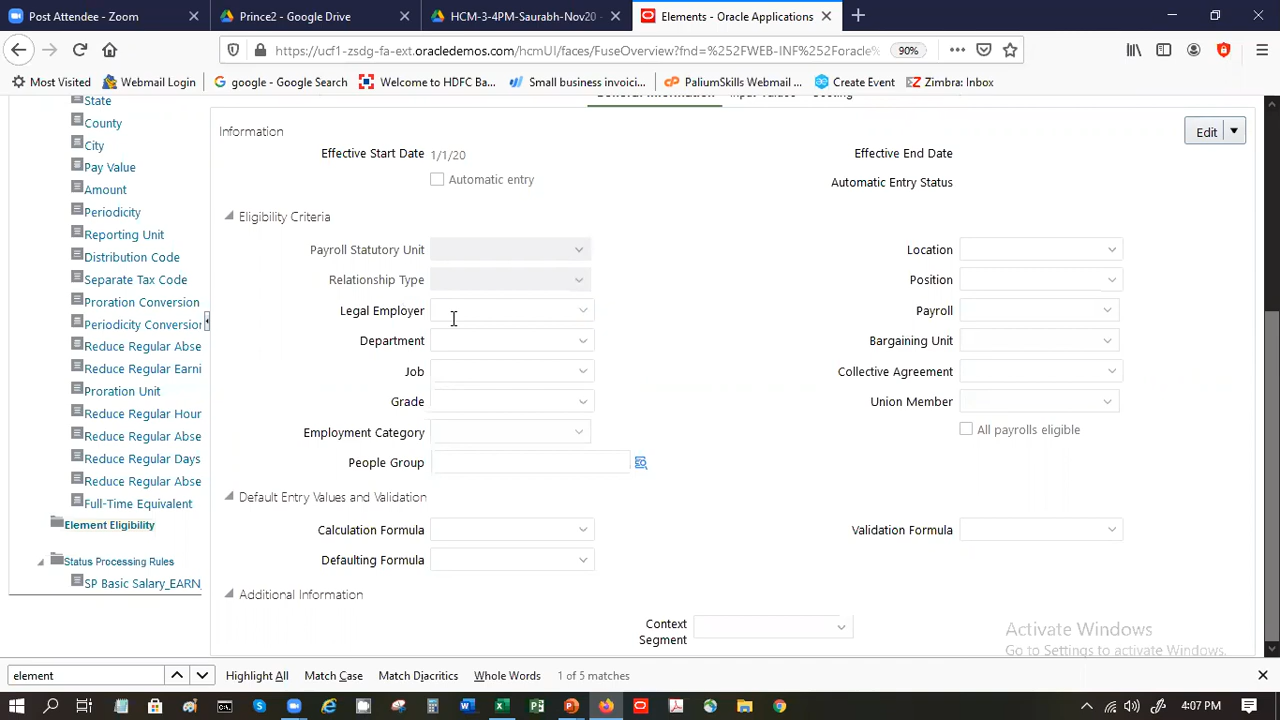 Post Attendee - Zoom
Prince2 - Google Drive
HCM-3-4PM-Saurabh-Nov20 -
Elements - Oracle Applications
https://ucf1-zsdg-fa-ext.oracledemos.com/hcmUI/faces/FuseOverview?fnd=%252FWEB-INF%252Foracle%
90%
Most Visited
Webmail Login
google - Google Search
Welcome to HDFC Ba...
Small business invoici...
PaliumSkills Webmail ...
Create Event
Zimbra: Inbox
State
County
City
Pay Value
Amount
Periodicity
Reporting Unit
Distribution Code
Separate Tax Code
Proration Conversion
Periodicity Conversion
Reduce Regular Abse
Reduce Regular Earni
Proration Unit
Reduce Regular Hour
Reduce Regular Abse
Reduce Regular Days
Reduce Regular Abse
Full-Time Equivalent
Element Eligibility
Status Processing Rules
SP Basic Salary_EARN_
General Information
Input Values
Costing
Information
Edit
Effective Start Date 1/1/20
Effective End Date
Automatic entry
Automatic Entry Status
Eligibility Criteria
Payroll Statutory Unit
Location
Relationship Type
Position
Legal Employer
Payroll
Department
Bargaining Unit
Job
Collective Agreement
Grade
Union Member
Employment Category
All payrolls eligible
People Group
Default Entry Values and Validation
Calculation Formula
Validation Formula
Defaulting Formula
Additional Information
Context
Segment
Activate Windows
Go to Settings to activate Windows.
element
Highlight All
Match Case
Match Diacritics
Whole Words
1 of 5 matches
4:07 PM